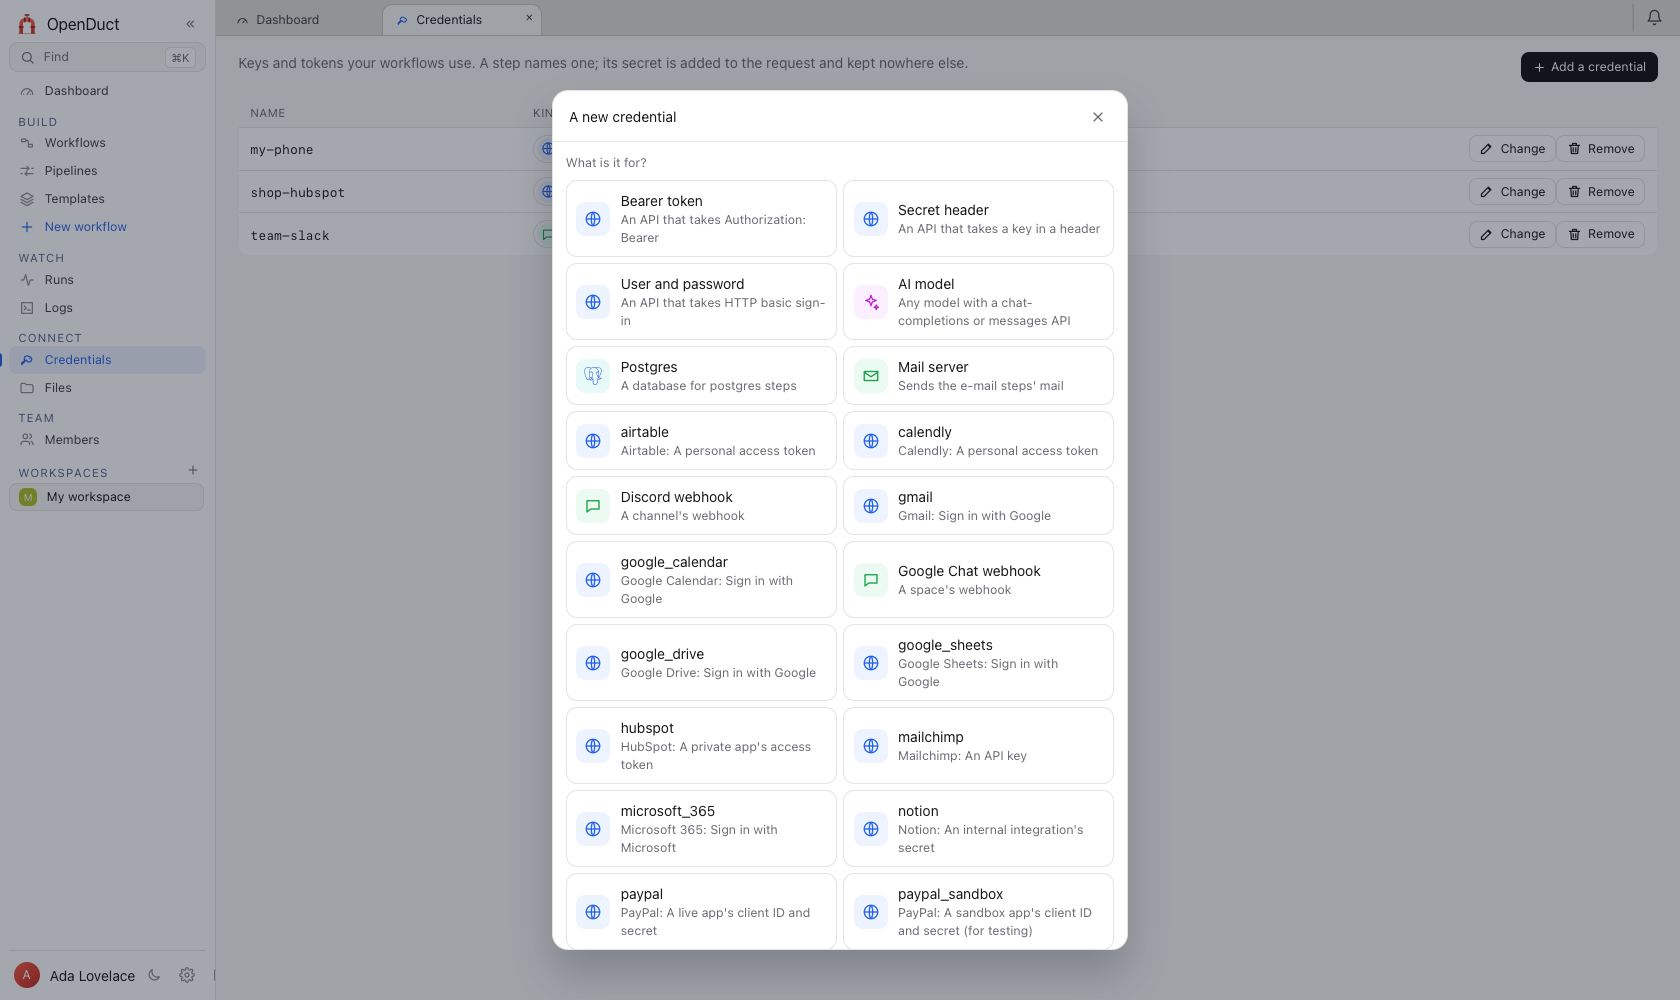 OpenDuct
Find
⌘K
Dashboard
BUILD
Workflows
Pipelines
Templates
New workflow
WATCH
Runs
Logs
CONNECT
Credentials
Files
TEAM
Members
WORKSPACES
M
My workspace
A
Ada Lovelace
Dashboard
Credentials
Keys and tokens your workflows use. A step names one; its secret is added to the request and kept nowhere else.
Add a credential
NAME
my-phone
Change
Remove
shop-hubspot
Change
Remove
team-slack
Change
Remove
A new credential
What is it for?
Bearer token
An API that takes Authorization:
Bearer
Secret header
An API that takes a key in a header
User and password
An API that takes HTTP basic sign-
in
AI model
Any model with a chat-
completions or messages API
Postgres
A database for postgres steps
Mail server
Sends the e-mail steps' mail
airtable
Airtable: A personal access token
calendly
Calendly: A personal access token
Discord webhook
A channel's webhook
gmail
Gmail: Sign in with Google
google_calendar
Google Calendar: Sign in with
Google
Google Chat webhook
A space's webhook
google_drive
Google Drive: Sign in with Google
google_sheets
Google Sheets: Sign in with
Google
hubspot
HubSpot: A private app's access
token
mailchimp
Mailchimp: An API key
microsoft_365
Microsoft 365: Sign in with
Microsoft
notion
Notion: An internal integration's
secret
paypal
PayPal: A live app's client ID and
secret
paypal_sandbox
PayPal: A sandbox app's client ID
and secret (for testing)